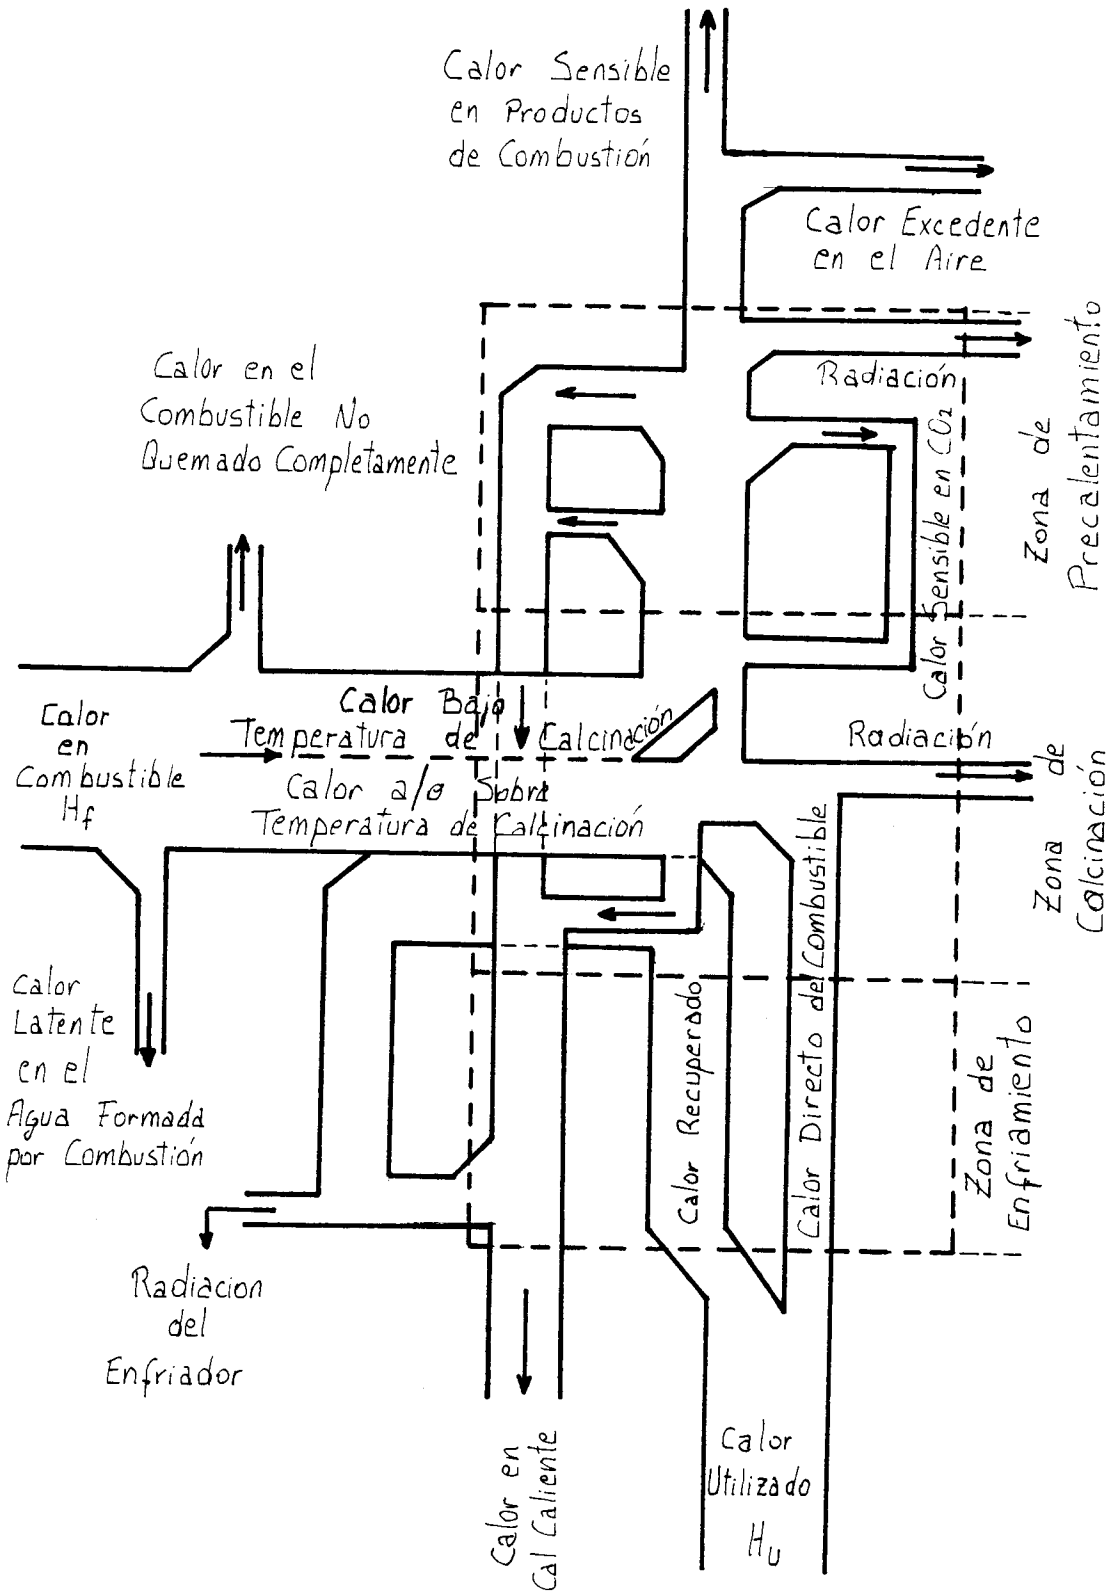 Calor Sensible
en Productos
de Combustión
Calor Excedente
en el Aire
Calor en el
Combustible No
Quemado Completamente
Radiación
Calor Sensible en CO2
Zona de
Precalentamiento
Calor
en
Combustible
Hf
Calor Bajo
Temperatura de Calcinación
Calor a/o Sobre
Temperatura de Calcinación
Radiación
Zona de
Calcinación
Calor
Latente
en el
Agua Formada
por Combustión
Calor Recuperado
Calor Directo del Combustible
Zona de
Enfriamiento
Radiacion
del
Enfriador
Calor en
Cal Caliente
Calor
Utilizado
HU